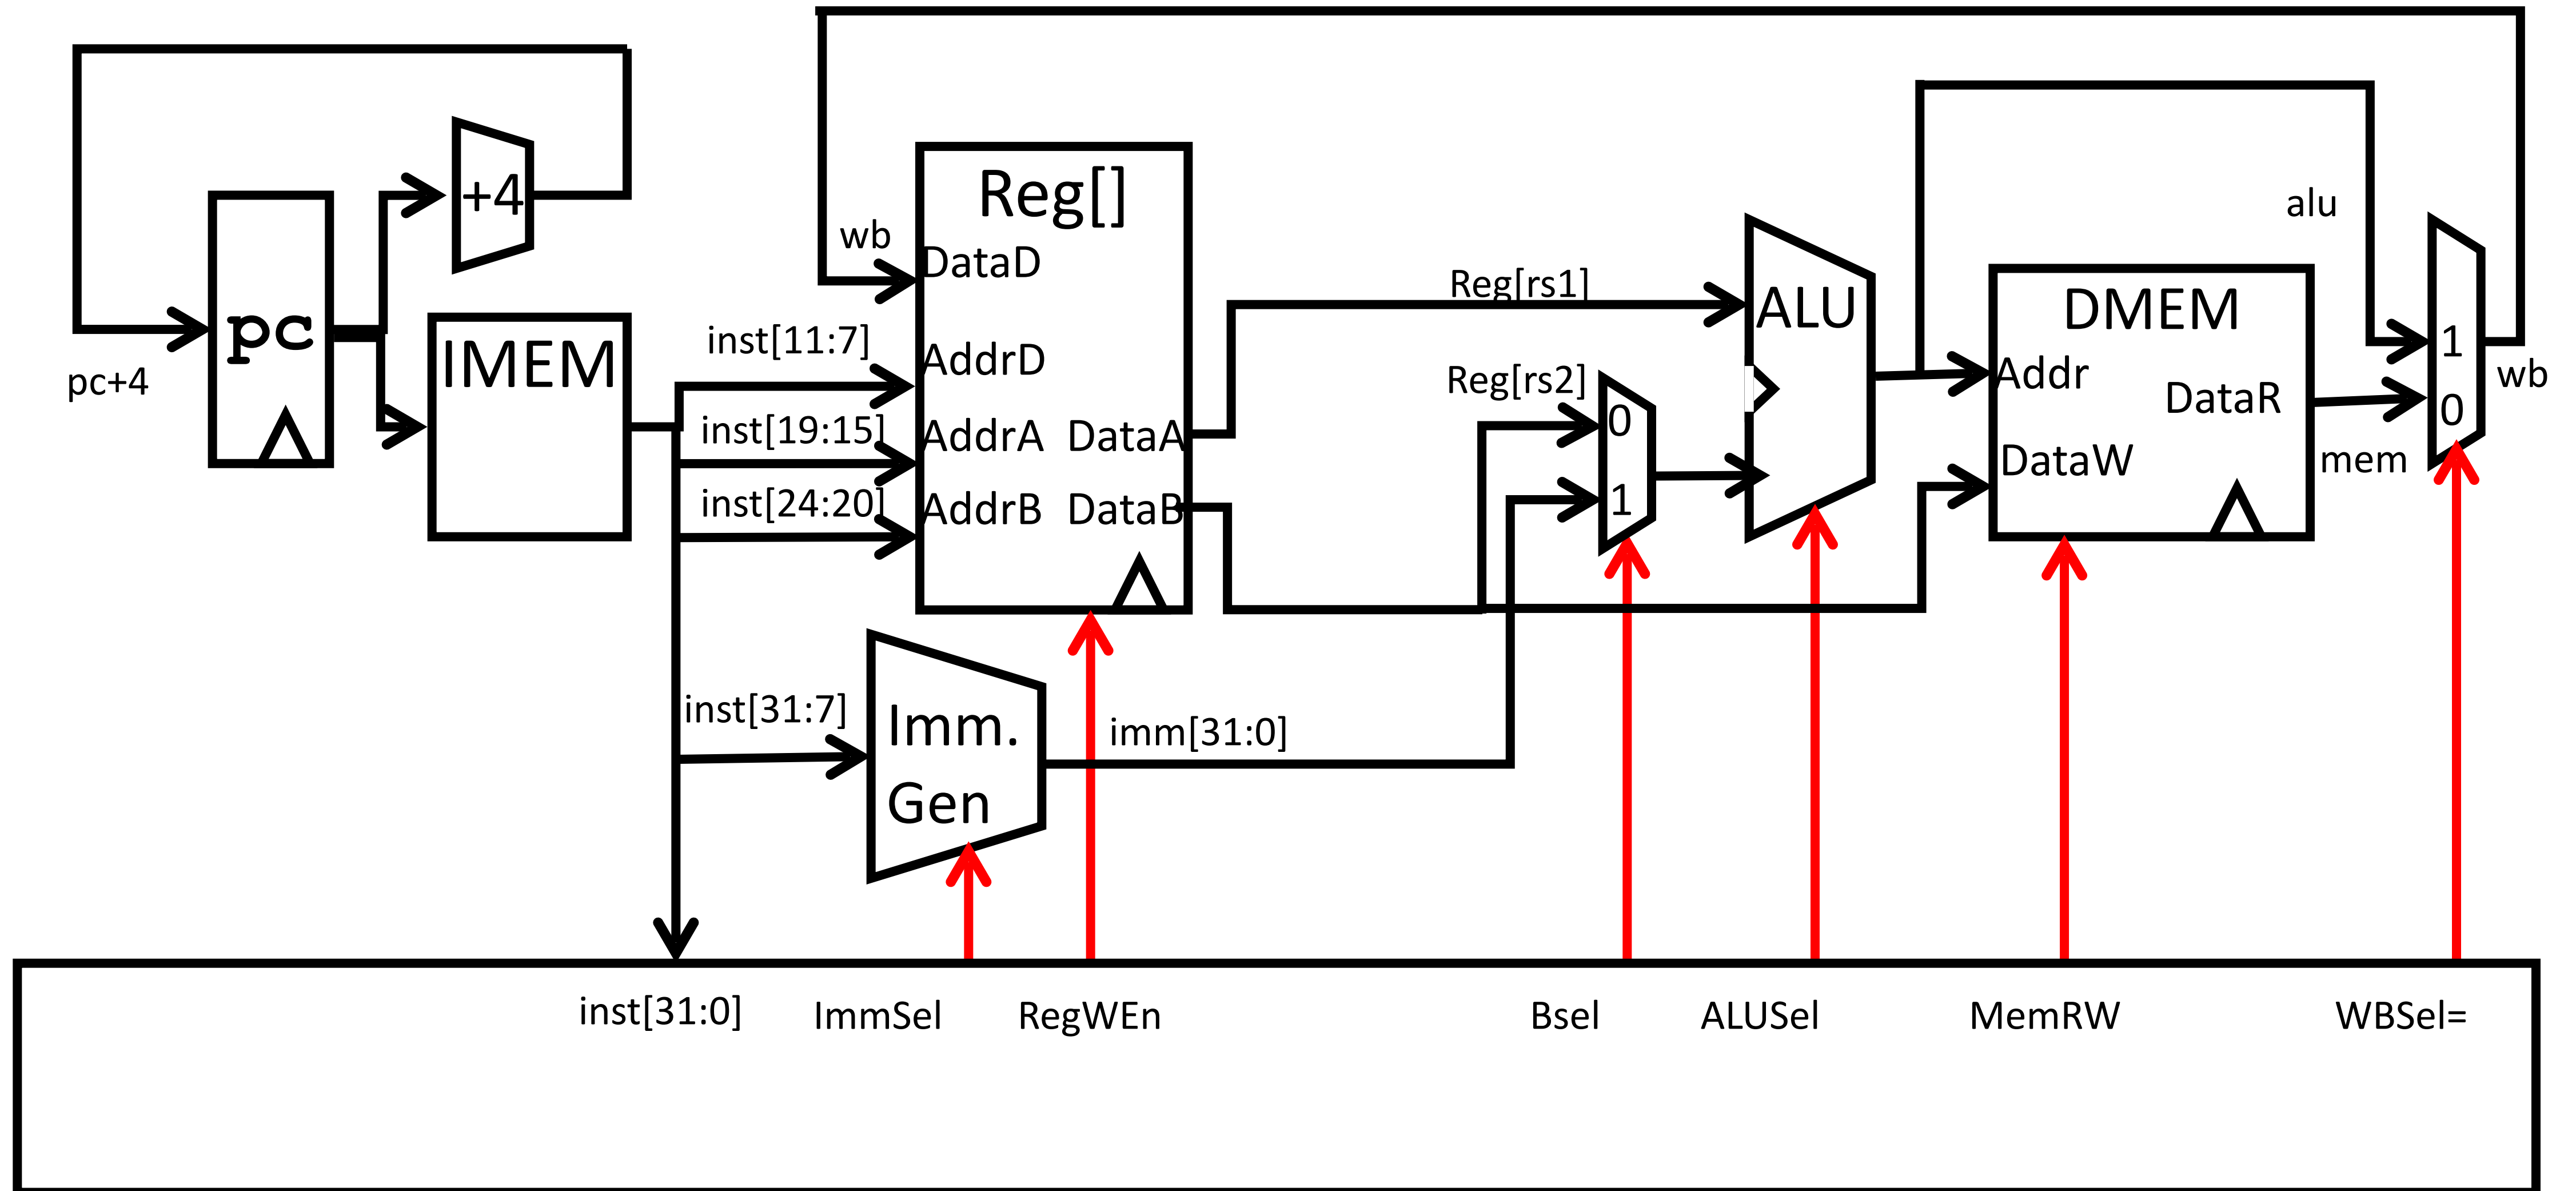 pc+4
pc
+4
IMEM
inst[11:7]
inst[19:15]
inst[24:20]
inst[31:7]
wb
Reg[]
DataD
AddrD
AddrA DataA
AddrB DataB
Imm.
Gen
imm[31:0]
Reg[rs1]
Reg[rs2]
0
1
ALU
alu
DMEM
Addr
DataR
DataW
mem
1
0
wb
inst[31:0]
ImmSel
RegWEn
Bsel
ALUSel
MemRW
WBSel=